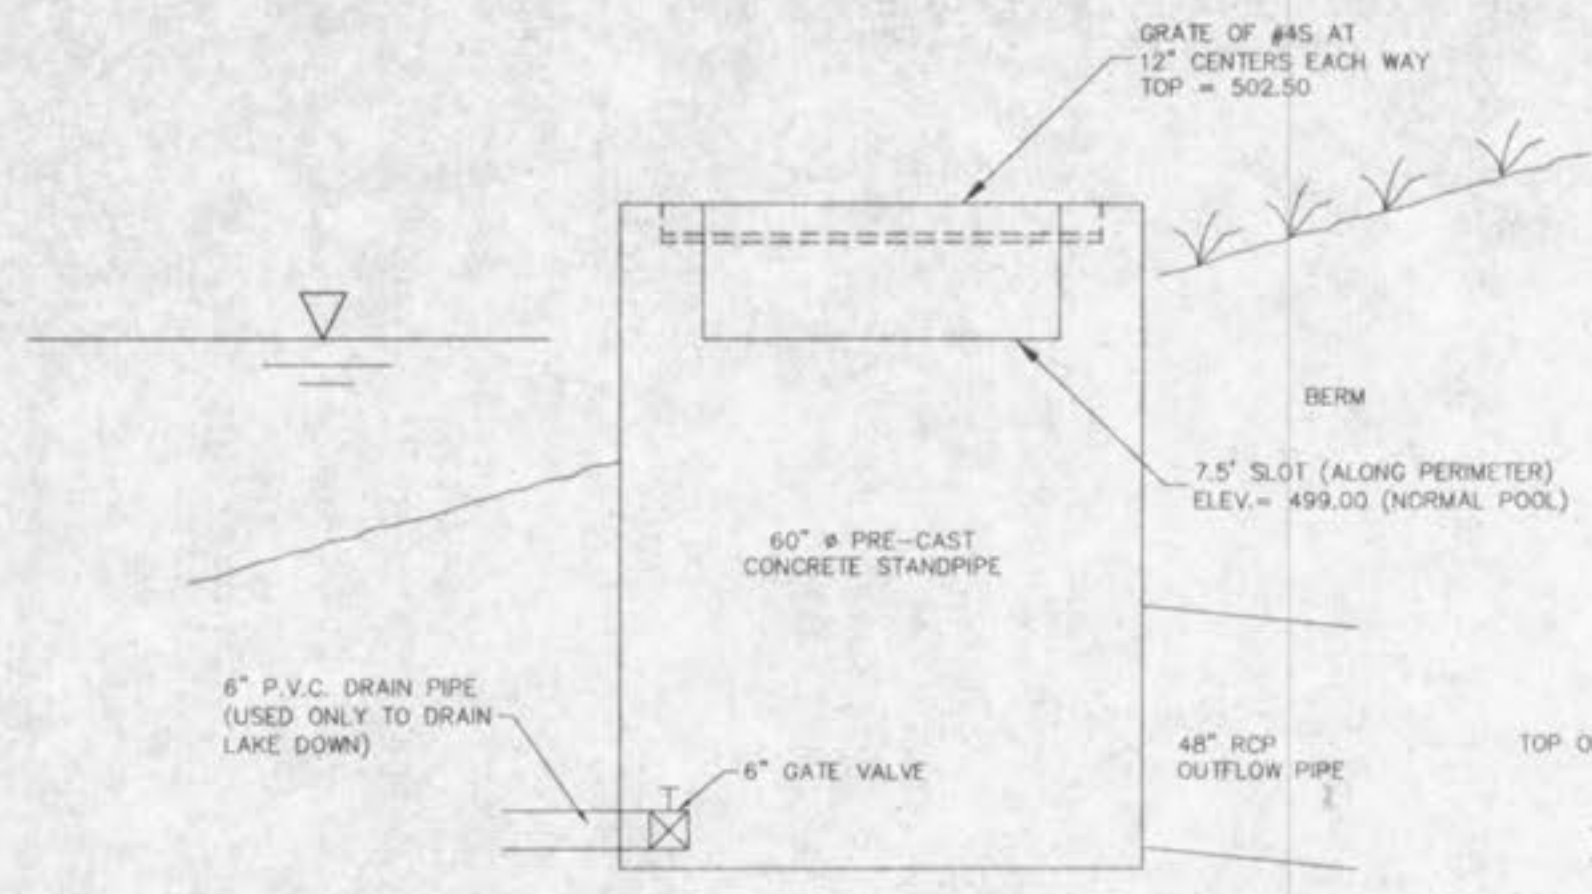 GRATE OF #4S AT
12" CENTERS EACH WAY
TOP = 502.50
BERM
7.5' SLOT (ALONG PERIMETER)
ELEV.= 499.00 (NORMAL POOL)
60" ø PRE-CAST
CONCRETE STANDPIPE
6" P.V.C. DRAIN PIPE
(USED ONLY TO DRAIN
LAKE DOWN)
6" GATE VALVE
48" RCP
OUTFLOW PIPE
TOP O